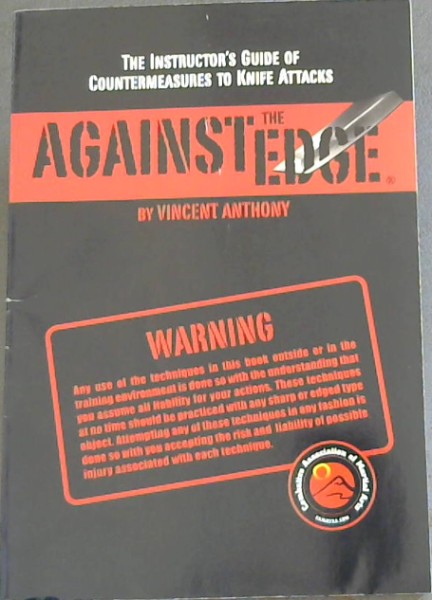 THE INSTRUCTOR'S GUIDE OF
COUNTERMEASURES TO KNIFE ATTACKS
AGAINST THE EDGE®
BY VINCENT ANTHONY
WARNING
Any use of the techniques in this book outside or in the
training environment is done so with the understanding that
you assume all liability for your actions. These techniques
at no time should be practiced with any sharp or edged type
object. Attempting any of these techniques in any fashion is
done so with you accepting the risk and liability of possible
injury associated with each technique.
Association of Martial Arts